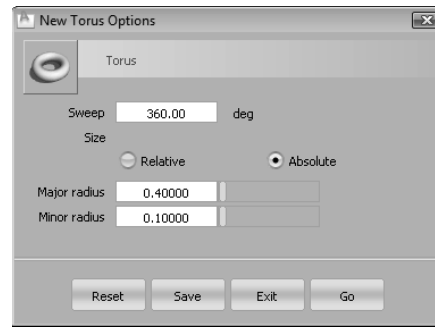 New Torus Options
Torus
Sweep 360.00 deg
Size
Relative Absolute
Major radius 0.40000
Minor radius 0.10000
Reset Save Exit Go